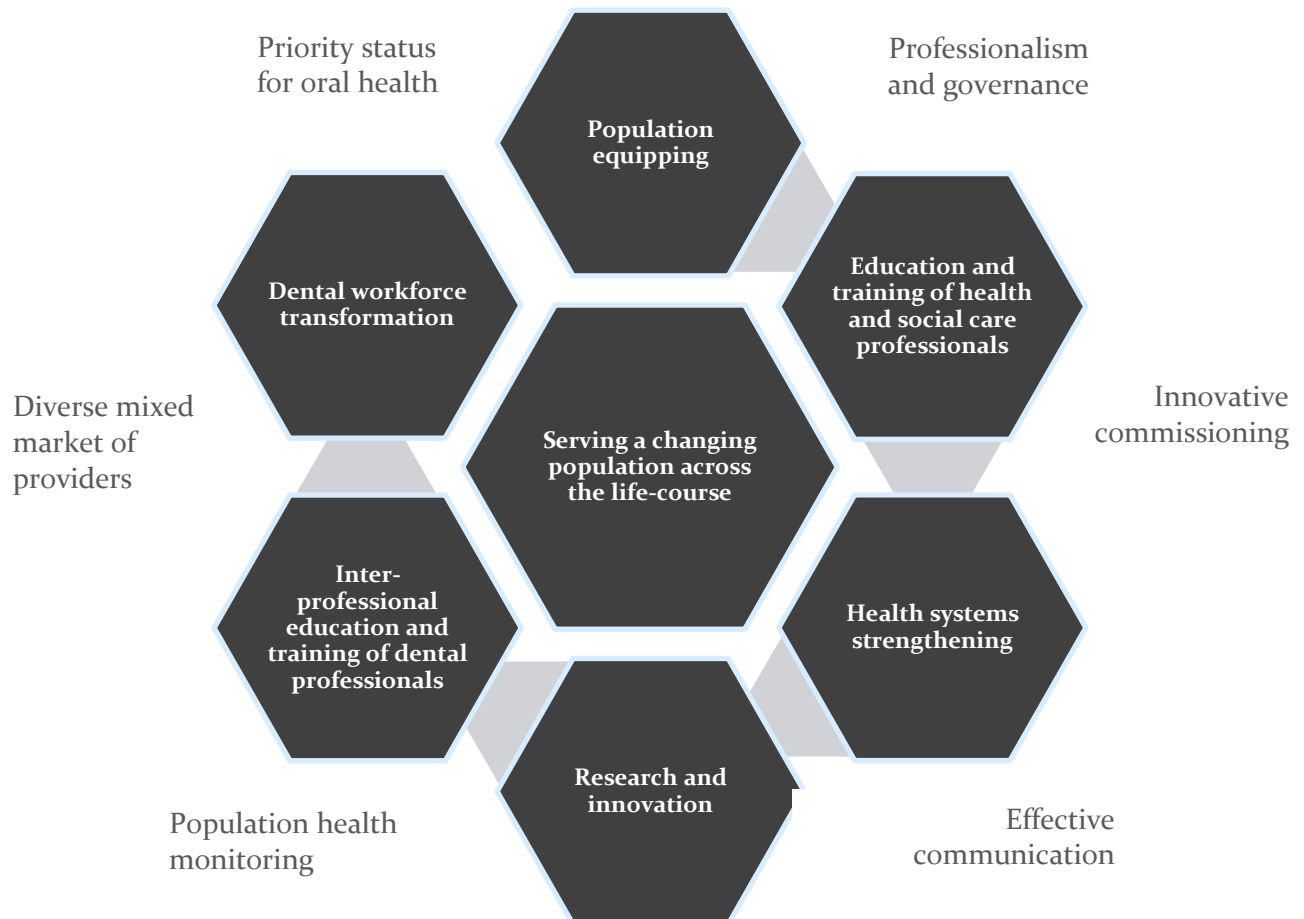 Priority status
for oral health
Professionalism
and governance
Population
equipping
Dental workforce
transformation
Education and
training of health
and social care
professionals
Diverse mixed
market of
providers
Innovative
commissioning
Serving a changing
population across
the life-course
Inter-
professional
education and
training of dental
professionals
Health systems
strengthening
Research and
innovation
Population health
monitoring
Effective
communication